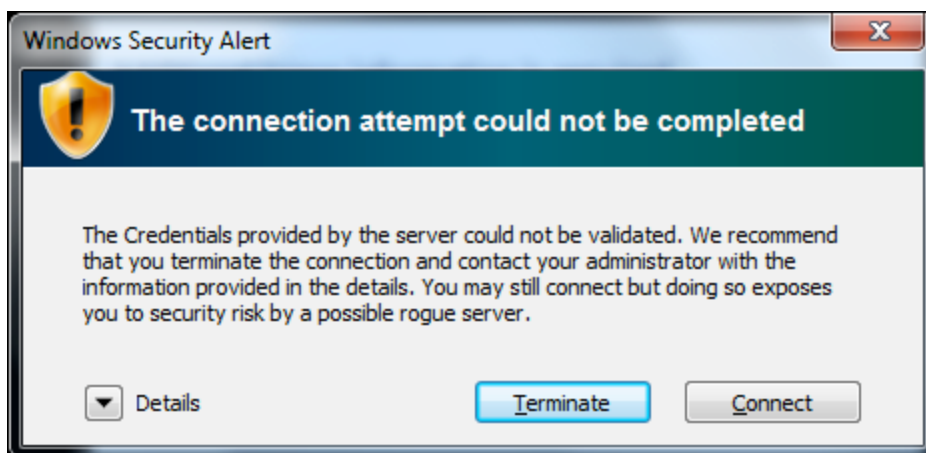 Windows Security Alert
The connection attempt could not be completed
The Credentials provided by the server could not be validated. We recommend
that you terminate the connection and contact your administrator with the
information provided in the details. You may still connect but doing so exposes
you to security risk by a possible rogue server.
Details Terminate Connect